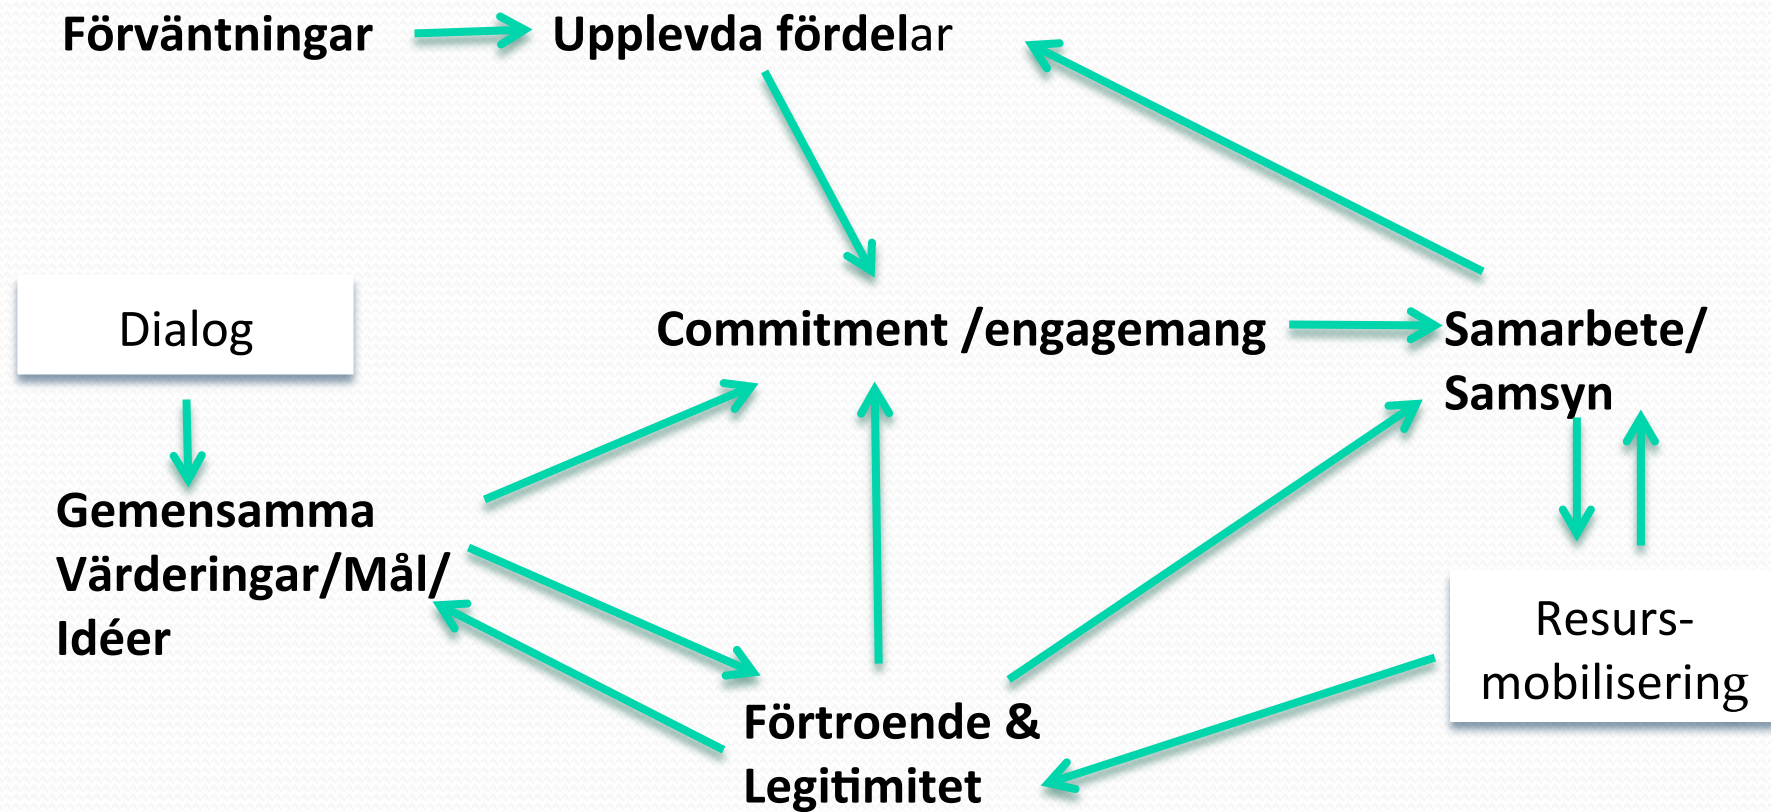 Förväntningar
Upplevda fördelar
Dialog
Commitment /engagemang
Samarbete/
Samsyn
Gemensamma
Värderingar/Mål/
Idéer
Resurs-
mobilisering
Förtroende &
Legitimitet